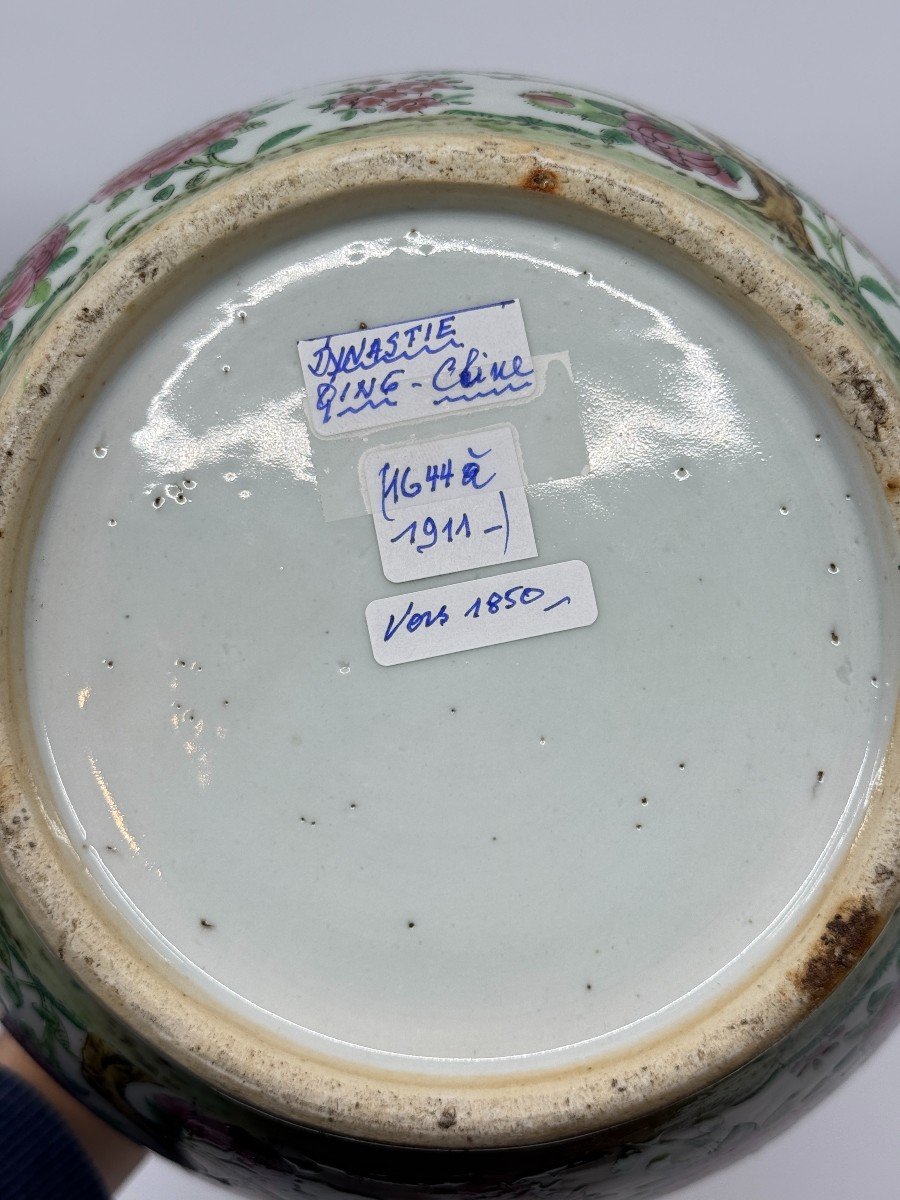 DYNASTIE
QING - Chine
(1644 à
1911 -)
Vers 1850 -